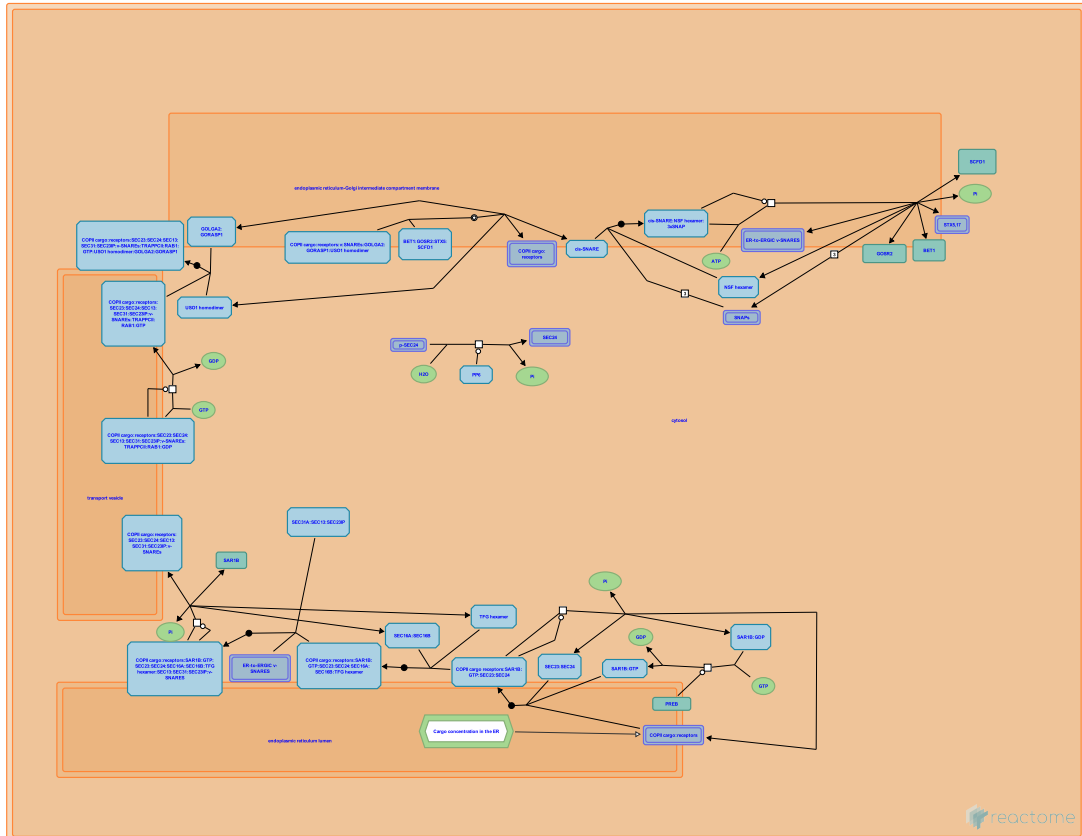 SCFD1
endoplasmic reticulum-Golgi intermediate compartment membrane
Pi
COPII cargo:receptors:SEC23:SEC24:SEC13:
SEC31:SEC23IP:v-SNAREs:TRAPPCII:RAB1:
GTP:USO1 homodimer:GOLGA2:GORASP1
GOLGA2:
GORASP1
COPII cargo:receptors:v SNAREs:GOLGA2:
GORASP1:USO1 homodimer
BET1:GOSR2:STX5:
SCFD1
COPII cargo:
receptors
cis-SNARE
cis-SNARE:NSF hexamer:
3xSNAP
ER-to-ERGIC v-SNARES
STX5,17
GOSR2
BET1
ATP
3
NSF hexamer
3
SNAPs
COPII cargo:receptors:
SEC23:SEC24:SEC13:
SEC31:SEC23IP:v-
SNAREs:TRAPPCII:
RAB1:GTP
USO1 homodimer
p-SEC24
SEC24
H2O
PP6
Pi
GDP
GTP
COPII cargo:receptors:SEC23:SEC24:
SEC13:SEC31:SEC23IP:v-SNAREs:
TRAPPCII:RAB1:GDP
cytosol
transport vesicle
COPII cargo:receptors:
SEC23:SEC24:SEC13:
SEC31:SEC23IP:v-
SNAREs
SEC31A:SEC13:SEC23IP
SAR1B
Pi
TFG hexamer
Pi
SEC16A:SEC16B
GDP
SAR1B:GDP
COPII cargo:receptors:SAR1B: GTP:
SEC23:SEC24:SEC16A:SEC16B:TFG
hexamer:SEC13:SEC31:SEC23IP:v-
SNARES
ER-to-ERGIC v-
SNARES
COPII cargo:receptors:SAR1B:
GTP:SEC23:SEC24:SEC16A:
SEC16B:TFG hexamer
COPII cargo:receptors:SAR1B:
GTP:SEC23:SEC24
SEC23:SEC24
SAR1B:GTP
GTP
PREB
Cargo concentration in the ER
COPII cargo:receptors
endoplasmic reticulum lumen
reactome